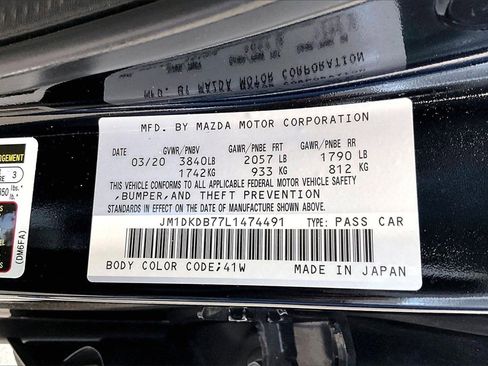 MFD. BY MAZDA MOTOR CORPORATION
DATE GVWR/PNBV GAWR/PNBE FRT GAWR/PNBE RR
03/20 3840LB 2057 LB 1790 LB
1742KG 933 KG 812 KG
THIS VEHICLE CONFORMS TO ALL APPLICABLE FEDERAL MOTOR VEHICLE SAFETY
,BUMPER,AND THEFT PREVENTION
STANDARDS IN EFFECT ON THE DATE OF MANUFACTURE SHOWN ABOVE.
JM1DKDB77L1474491 TYPE: PASS CAR
BODY COLOR CODE;41W MADE IN JAPAN
3
(DM6FA)